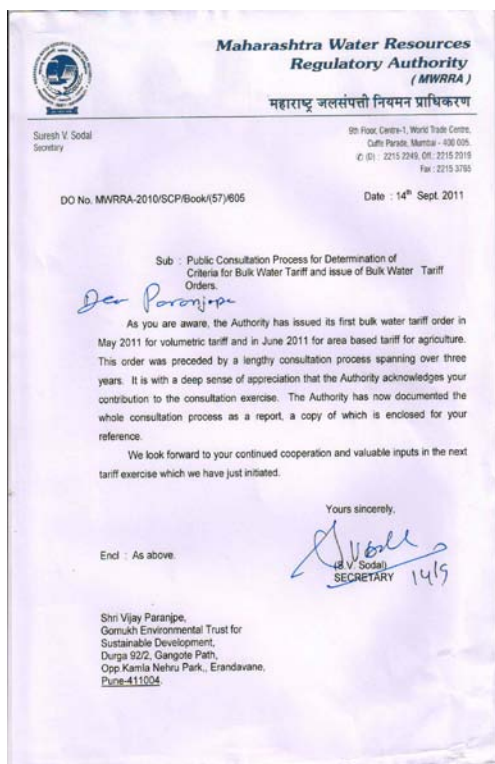 Maharashtra Water Resources
Regulatory Authority
(MWRRA)
महाराष्ट्र जलसंपत्ती नियमन प्राधिकरण
Suresh V. Sodal
Secretary
9th Floor, Centre-1, World Trade Centre,
Cuffe Parade, Mumbai - 400 005.
✆ (D) : 2215 2249, Off.: 2215 2019
Fax : 2215 3765
DO No. MWRRA-2010/SCP/Book/(57)/605
Date : 14th Sept. 2011
Sub : Public Consultation Process for Determination of
Criteria for Bulk Water Tariff and issue of Bulk Water Tariff
Orders.
Dear Paranjope
As you are aware, the Authority has issued its first bulk water tariff order in
May 2011 for volumetric tariff and in June 2011 for area based tariff for agriculture.
This order was preceded by a lengthy consultation process spanning over three
years. It is with a deep sense of appreciation that the Authority acknowledges your
contribution to the consultation exercise. The Authority has now documented the
whole consultation process as a report, a copy of which is enclosed for your
reference.
We look forward to your continued cooperation and valuable inputs in the next
tariff exercise which we have just initiated.
Yours sincerely,
Encl : As above.
(S.V. Sodal)
SECRETARY
14/9
Shri Vijay Paranjpe,
Gomukh Environmental Trust for
Sustainable Development,
Durga 92/2, Gangote Path,
Opp.Kamla Nehru Park,, Erandavane,
Pune-411004.